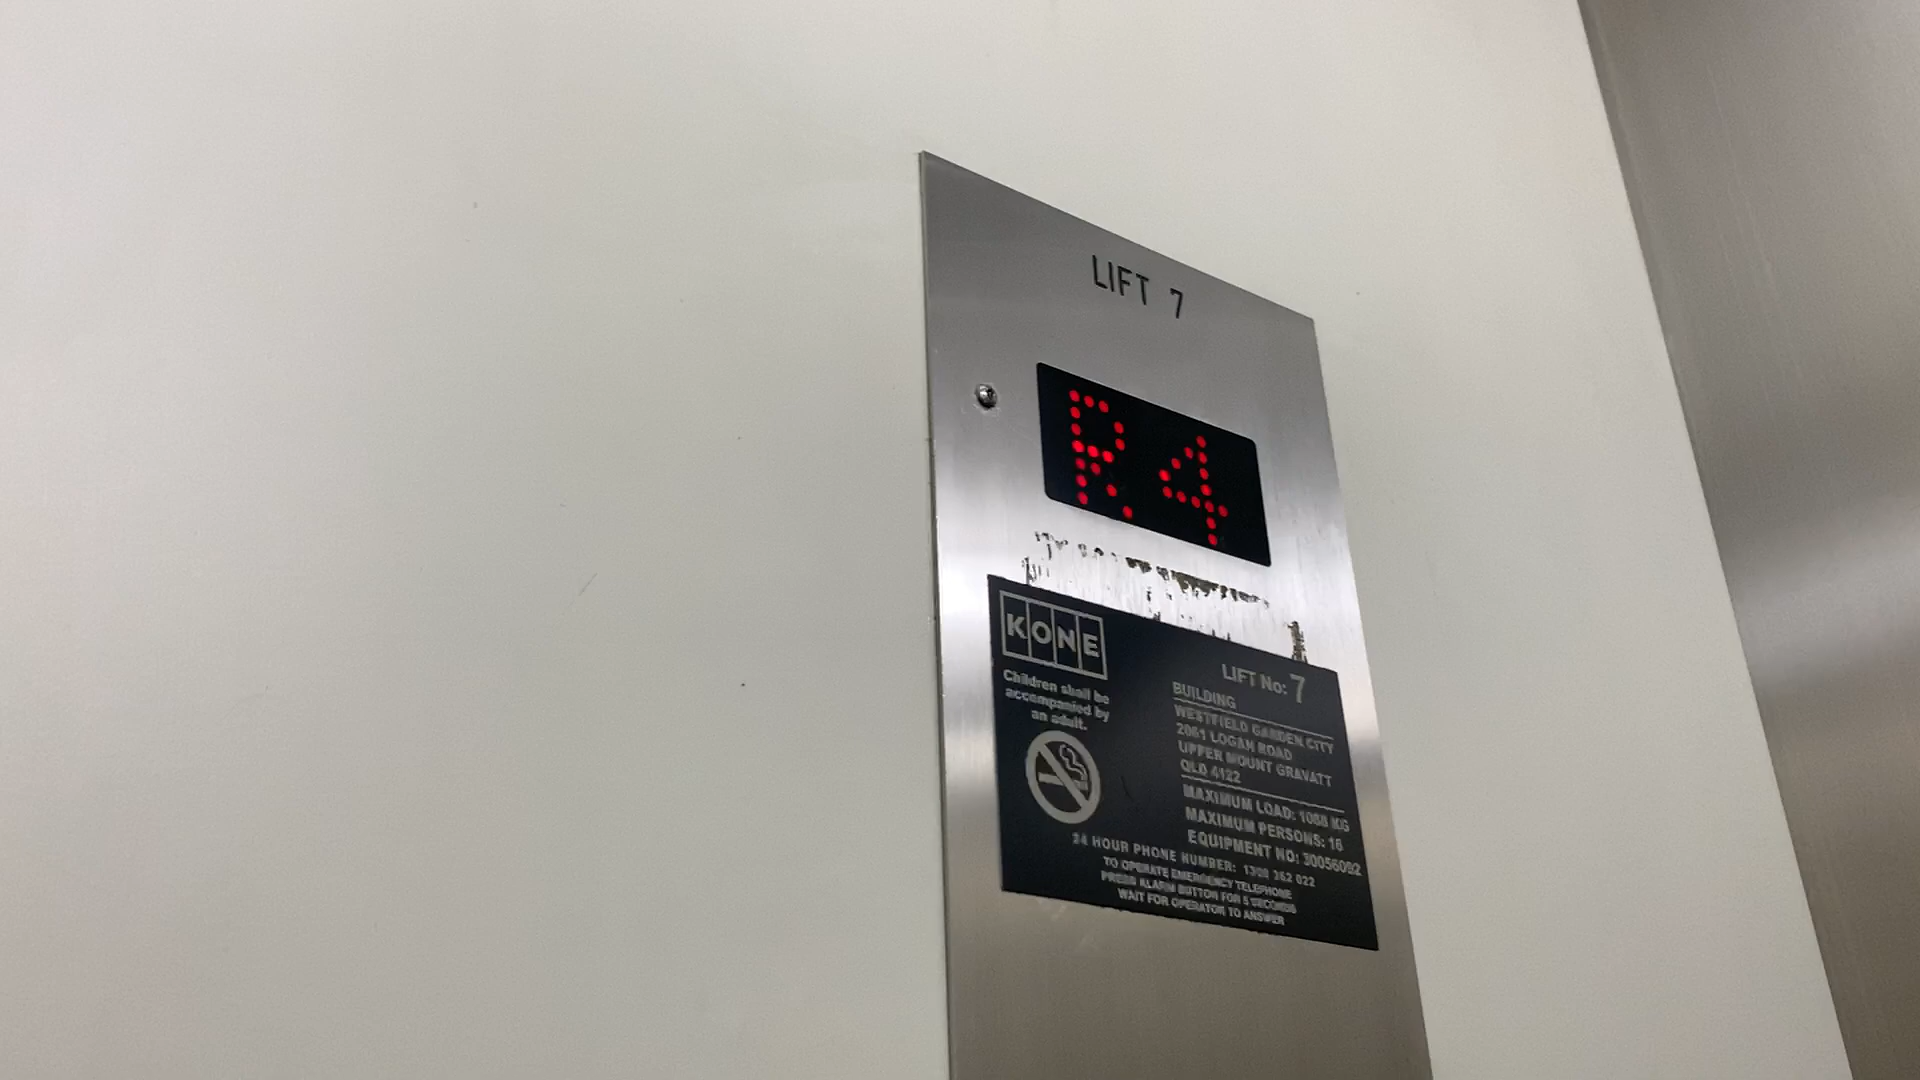 LIFT 7
R4
KONE
Children shall be
accompanied by
an adult.
LIFT No: 7
BUILDING
WESTFIELD GARDEN CITY
2061 LOGAN ROAD
UPPER MOUNT GRAVATT
QLD 4122
MAXIMUM LOAD: 1088 KG
MAXIMUM PERSONS: 16
EQUIPMENT NO: 30056092
24 HOUR PHONE NUMBER: 1300 362 022
TO OPERATE EMERGENCY TELEPHONE
PRESS ALARM BUTTON FOR 5 SECONDS
WAIT FOR OPERATOR TO ANSWER